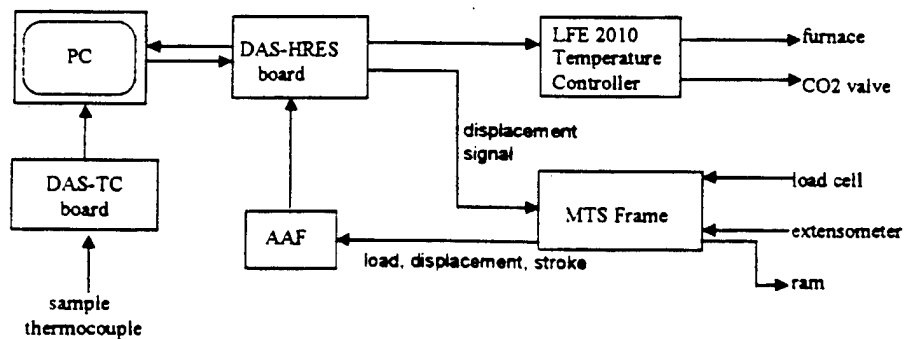 PC
DAS-HRES
board
LFE 2010
Temperature
Controller
furnace
CO2 valve
displacement
signal
DAS-TC
board
AAF
MTS Frame
load cell
extensometer
load, displacement, stroke
ram
sample
thermocouple